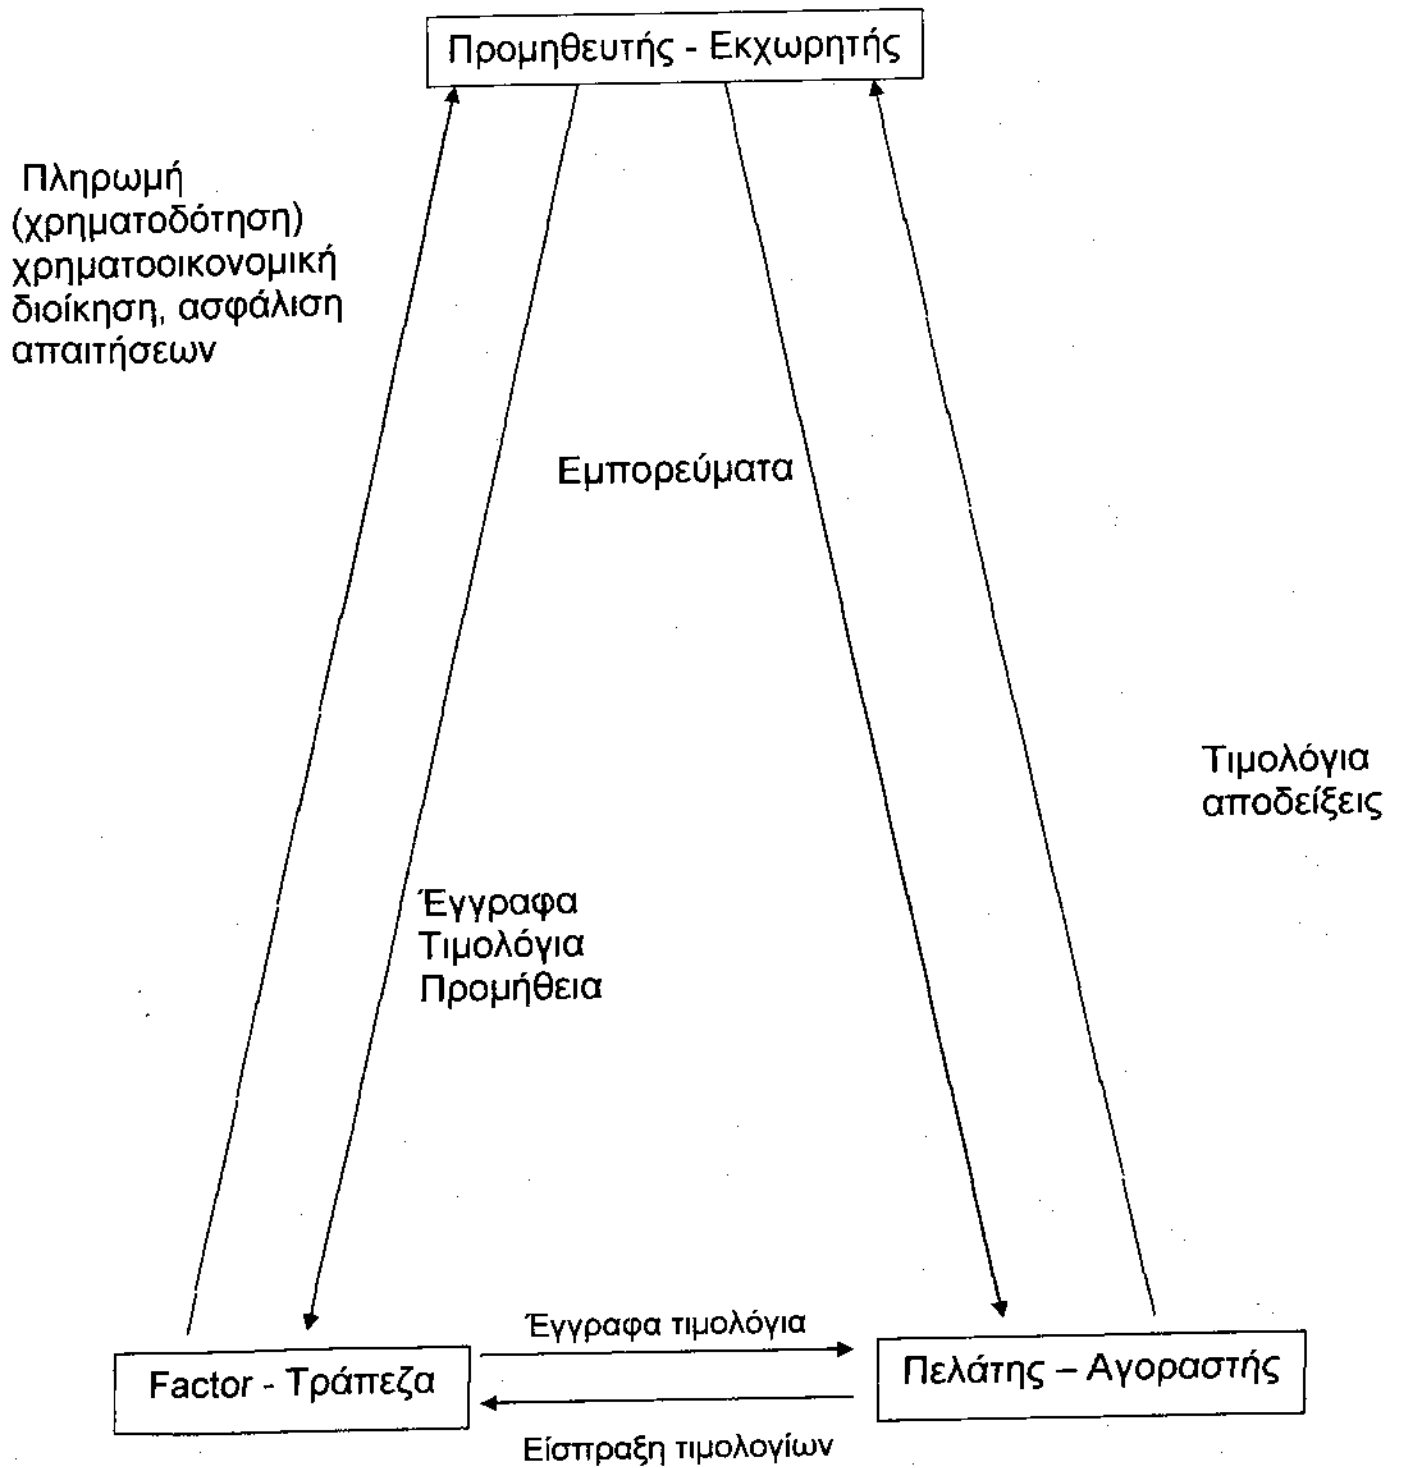 Προμηθευτής - Εκχωρητής
Πληρωμή
(χρηματοδότηση)
χρηματοοικονομική
διοίκηση, ασφάλιση
απαιτήσεων
Εμπορεύματα
Τιμολόγια
αποδείξεις
Έγγραφα
Τιμολόγια
Προμήθεια
Έγγραφα τιμολόγια
Factor - Τράπεζα
Πελάτης – Αγοραστής
Είσπραξη τιμολογίων